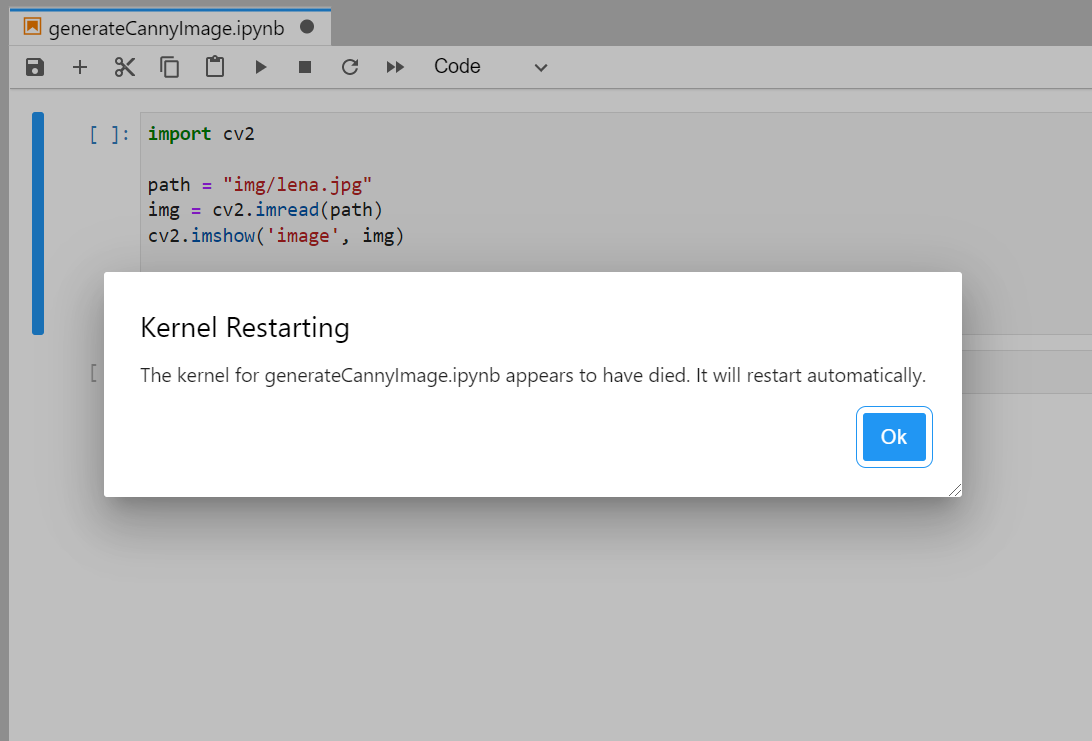 generateCannyImage.ipynb
Code
[ ]: import cv2
path = "img/lena.jpg"
img = cv2.imread(path)
cv2.imshow('image', img)
Kernel Restarting
The kernel for generateCannyImage.ipynb appears to have died. It will restart automatically.
[
Ok